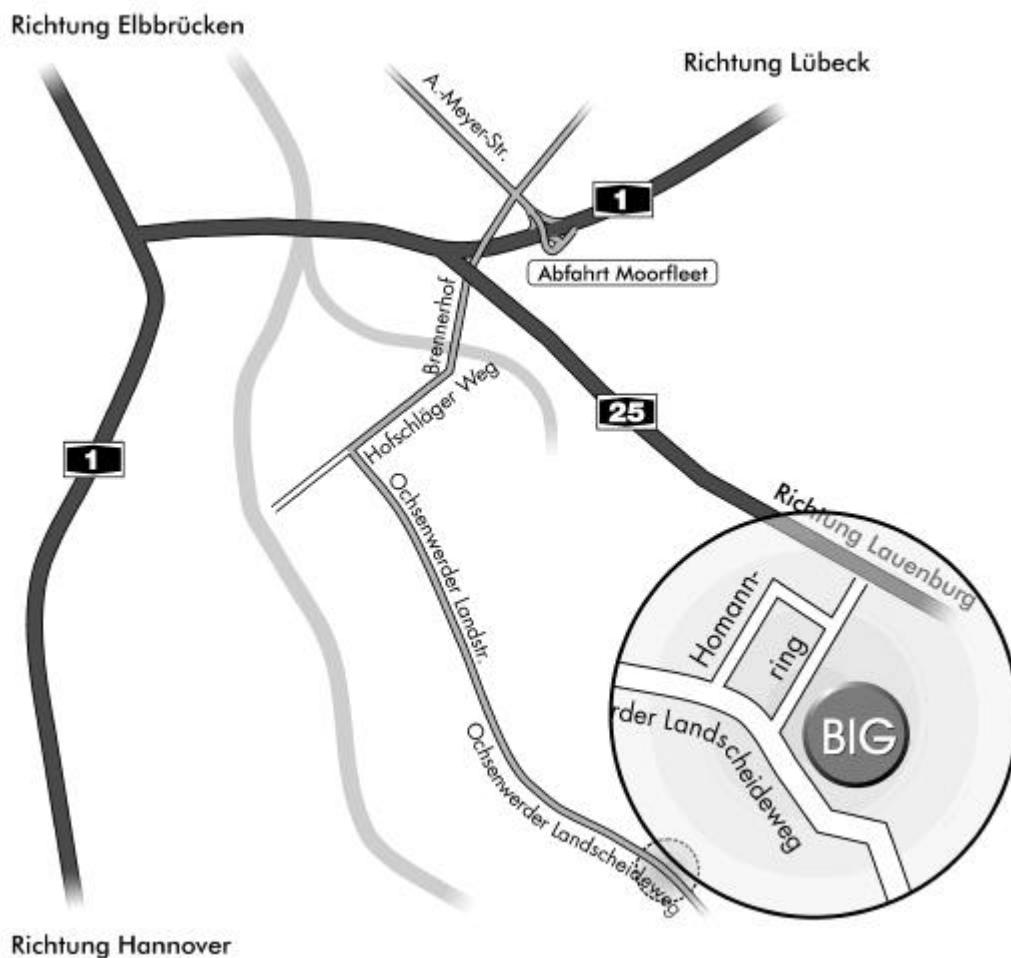 Richtung Elbbrücken
Richtung Lübeck
A.-Meyer-Str.
1
Abfahrt Moorfleet
Brennerhof
Hofschläger Weg
25
1
Ochsenwerder Landstr.
Richtung Lauenburg
Homann-
ring
BIG
rder Landscheideweg
Ochsenwerder Landscheideweg
Richtung Hannover